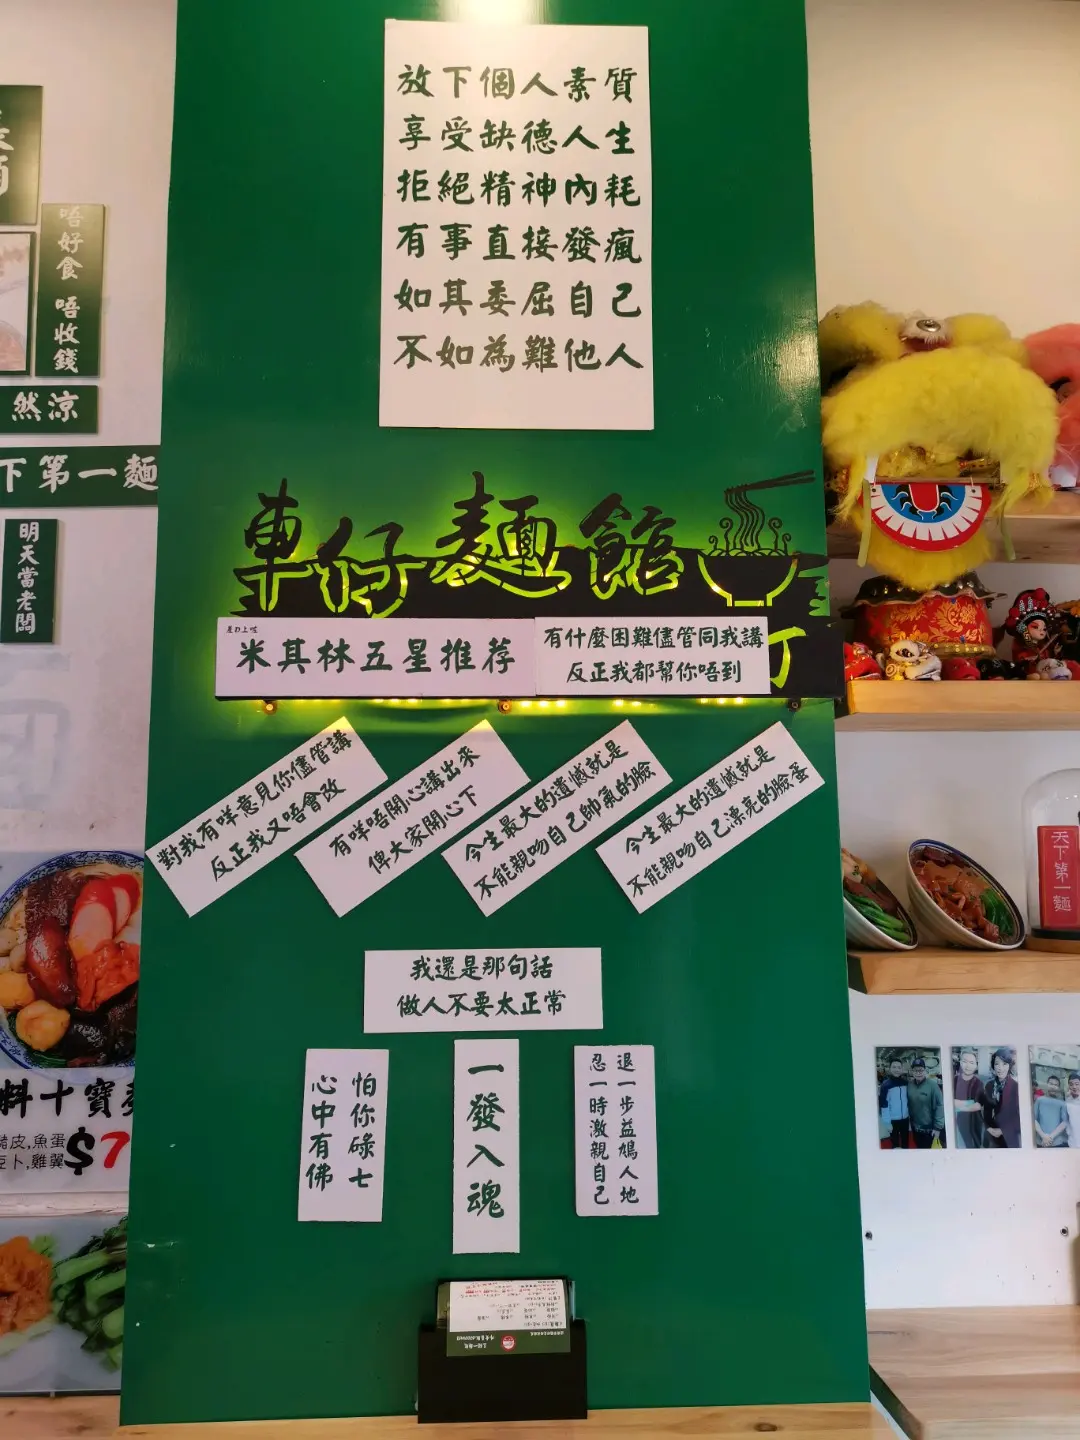 放下個人素質
享受缺德人生
拒絕精神內耗
有事直接發瘋
如其委屈自己
不如為難他人
唔好食 唔收錢
然涼
下第一麵
明天當老闆
車仔麵館
米其林五星推荐
有什麼困難儘管同我講
反正我都幫你唔到
對我有咩意見你儘管講
反正我又唔會改
有咩唔開心講出來
俾大家開心下
今生最大的遺憾就是
不能親吻自己帥氣的臉
今生最大的遺憾就是
不能親吻自己漂亮的臉蛋
我還是那句話
做人不要太正常
怕你碌七
心中有佛
一發入魂
退一步益鳩人地
忍一時激親自己
天下第一麵
料十寶
皮,魚蛋
卜,雞翼
$7